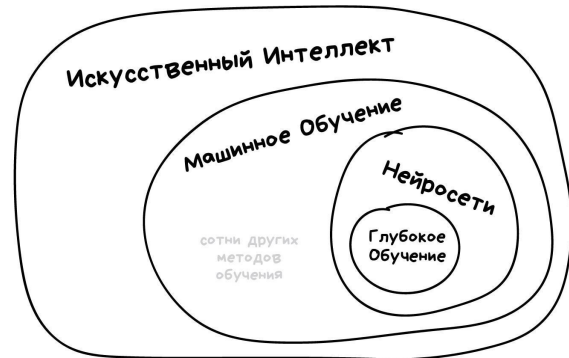 Искусственный Интеллект
Машинное Обучение
Нейросети
Глубокое
Обучение
сотни других
методов
обучения